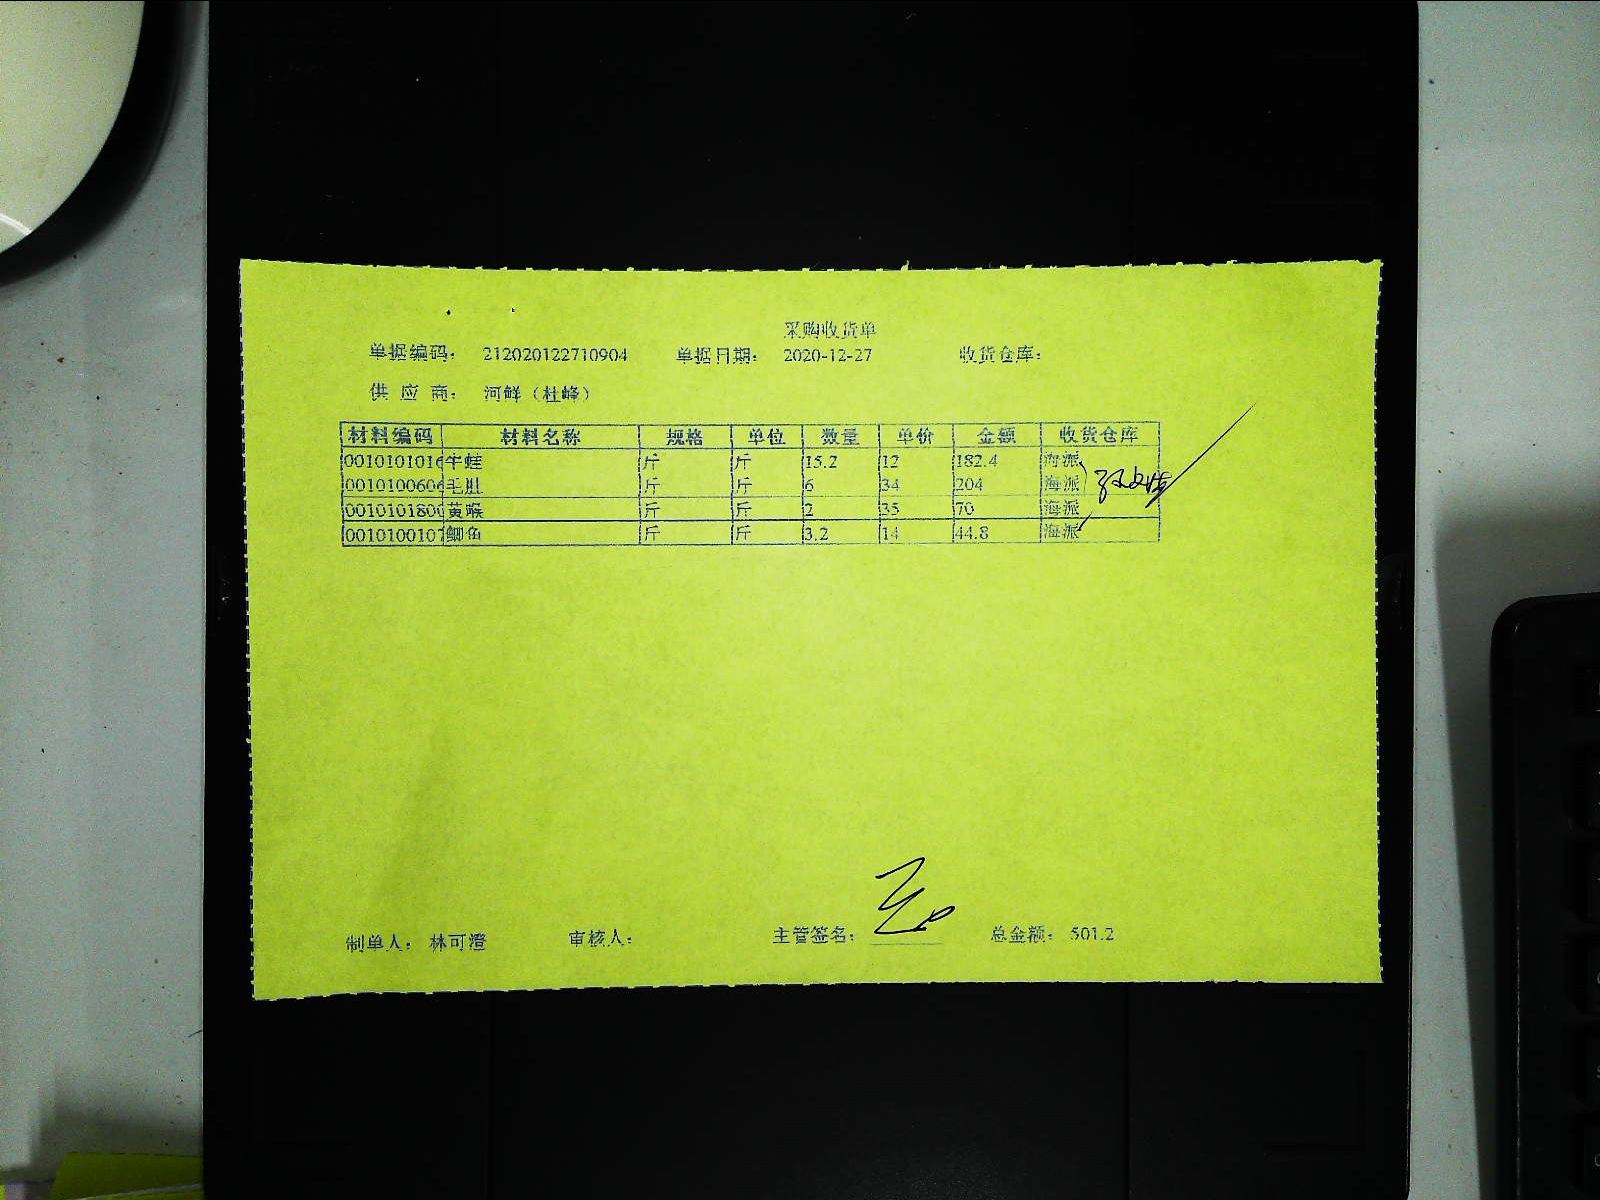 采购收货单
单据编码： 212020122710904 单据日期： 2020-12-27 收货仓库：
供 应 商： 河鲜（杜峰）
材料编码 材料名称 规格 单位 数量 单价 金额 收货仓库
0010101016 牛蛙 斤 斤 15.2 12 182.4 海派
0010100606 毛肚 斤 斤 6 34 204 海派
001010180 黄喉 斤 斤 2 35 70 海派
0010100107 鲫鱼 斤 斤 3.2 14 44.8 海派
制单人： 林可澄 审核人： 主管签名： 总金额： 501.2